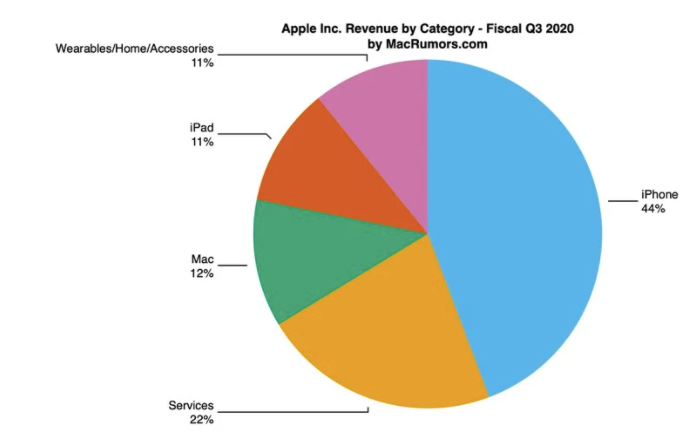 Apple Inc. Revenue by Category - Fiscal Q3 2020
by MacRumors.com
Wearables/Home/Accessories
11%
iPad
11%
iPhone
44%
Mac
12%
Services
22%